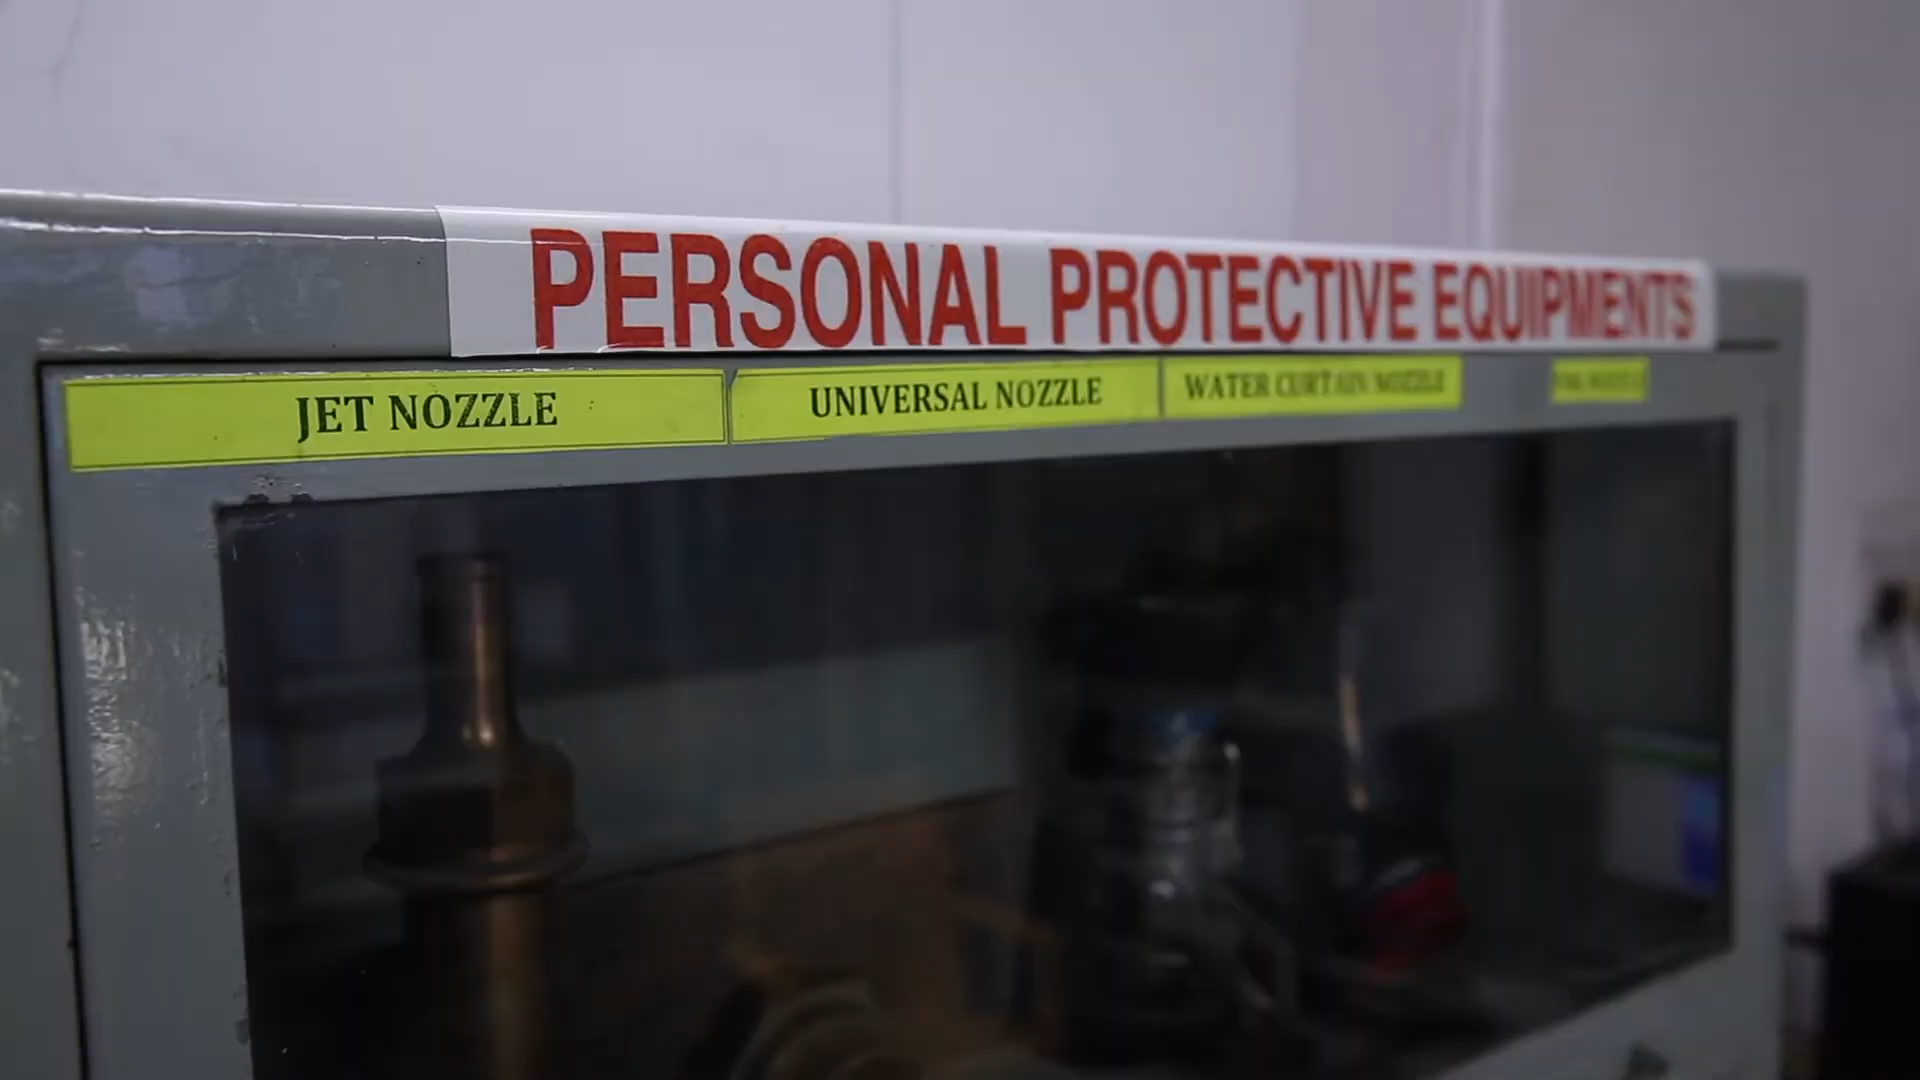 PERSONAL PROTECTIVE EQUIPMENTS
JET NOZZLE
UNIVERSAL NOZZLE
WATER CURTAIN NOZZLE